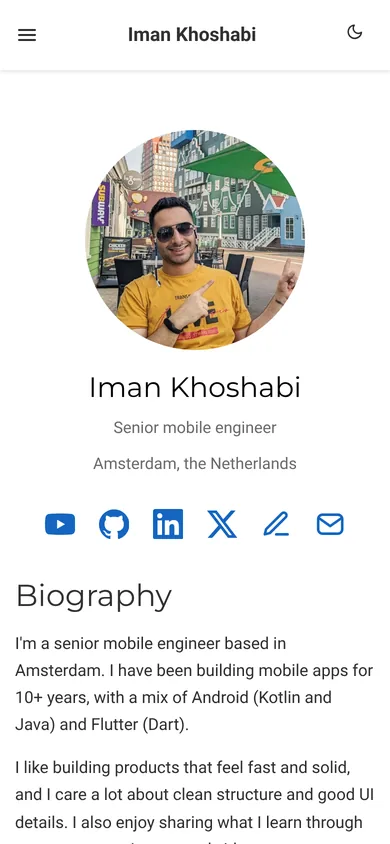 Iman Khoshabi
SUBWAY
Iman Khoshabi
Senior mobile engineer
Amsterdam, the Netherlands
Biography
I'm a senior mobile engineer based in
Amsterdam. I have been building mobile apps for
10+ years, with a mix of Android (Kotlin and
Java) and Flutter (Dart).
I like building products that feel fast and solid,
and I care a lot about clean structure and good UI
details. I also enjoy sharing what I learn through